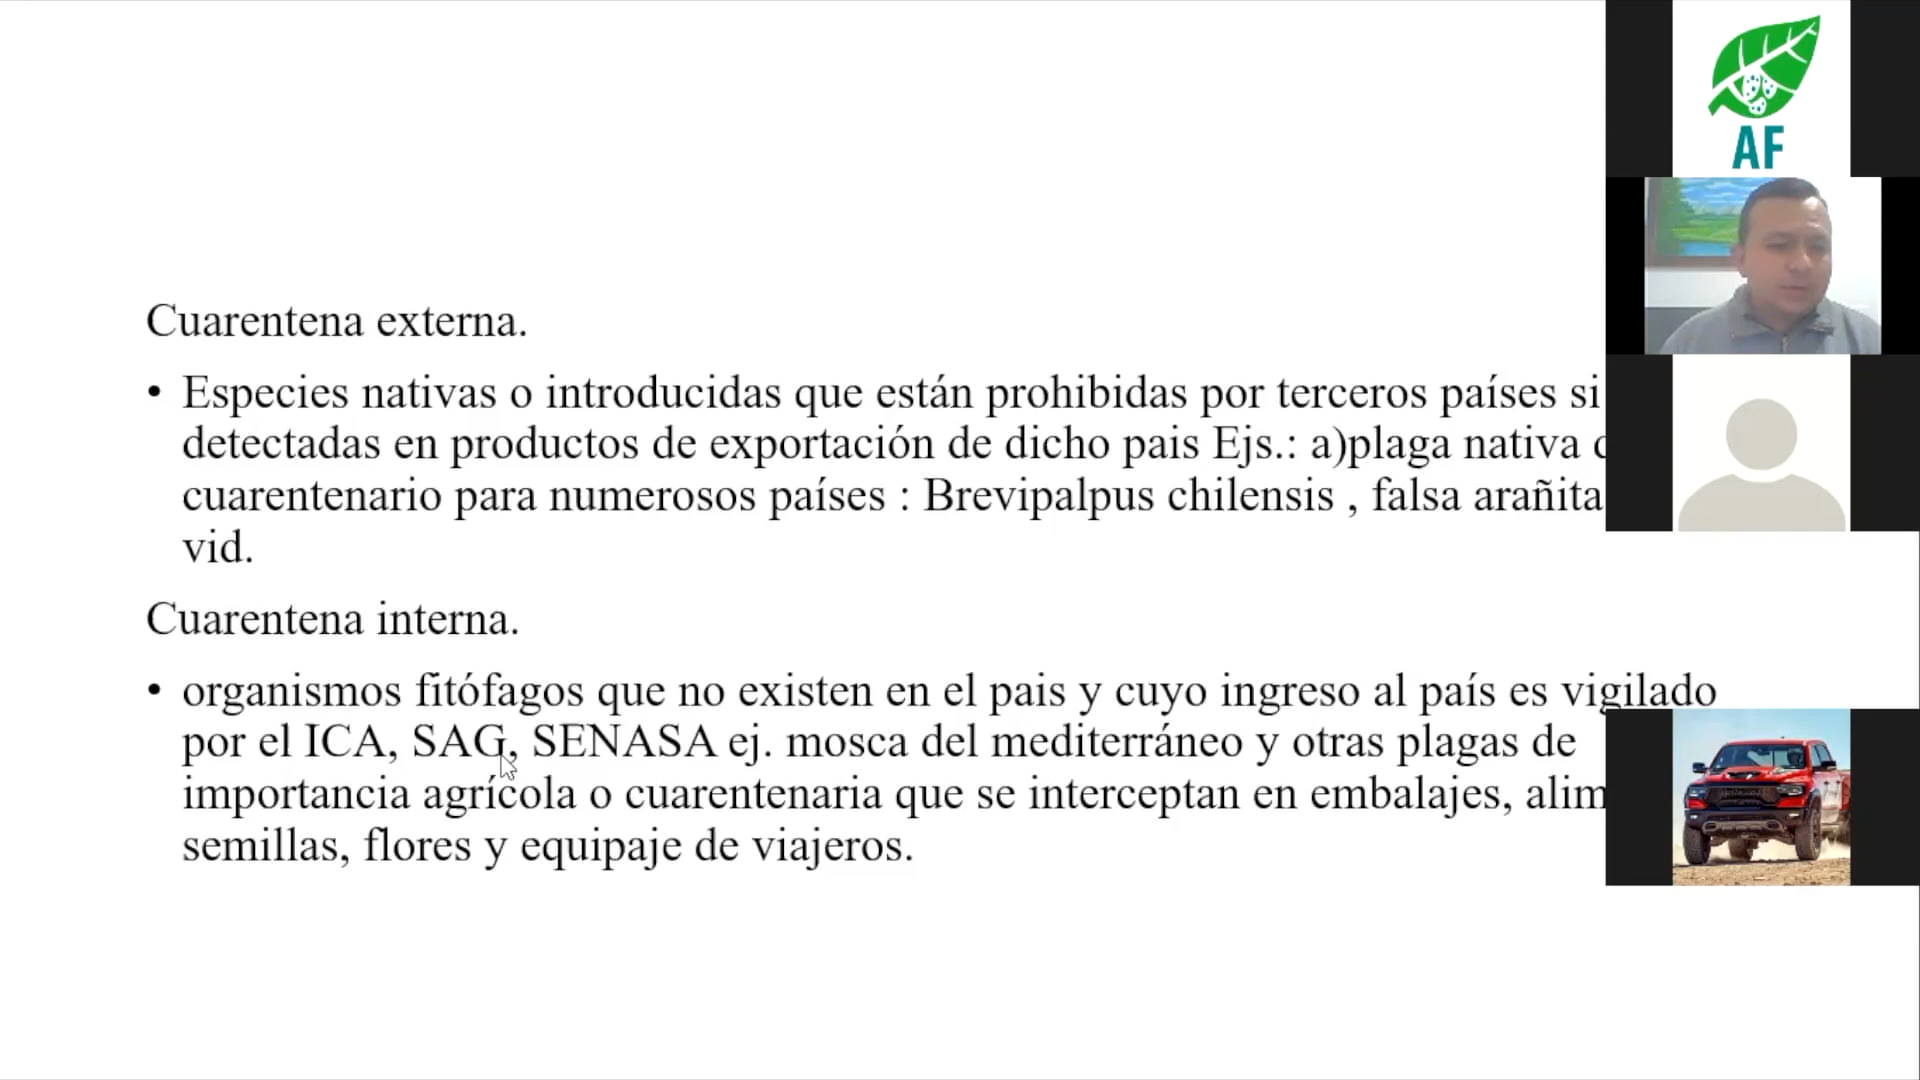 Cuarentena externa.
• Especies nativas o introducidas que están prohibidas por terceros países si
detectadas en productos de exportación de dicho pais Ejs.: a)plaga nativa
cuarentenario para numerosos países : Brevipalpus chilensis , falsa arañita
vid.
Cuarentena interna.
• organismos fitófagos que no existen en el pais y cuyo ingreso al país es vigilado
por el ICA, SAG, SENASA ej. mosca del mediterráneo y otras plagas de
importancia agrícola o cuarentenaria que se interceptan en embalajes,
semillas, flores y equipaje de viajeros.
AF